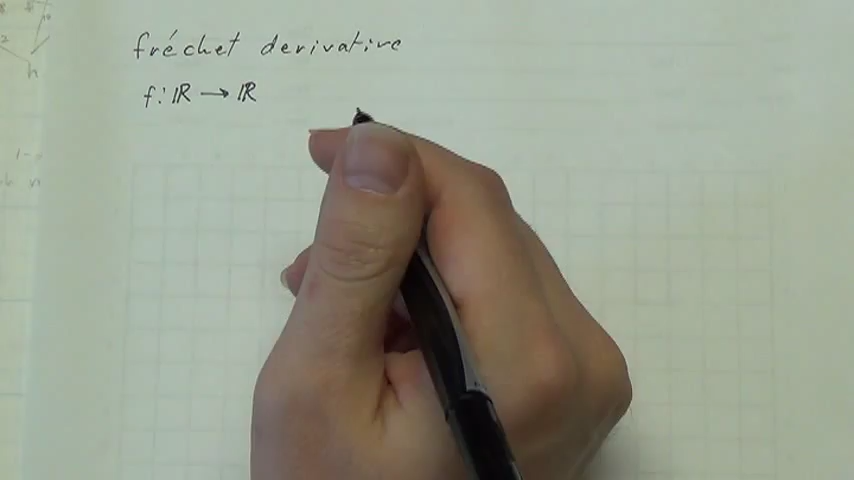 fréchet derivative
f: ℝ → ℝ